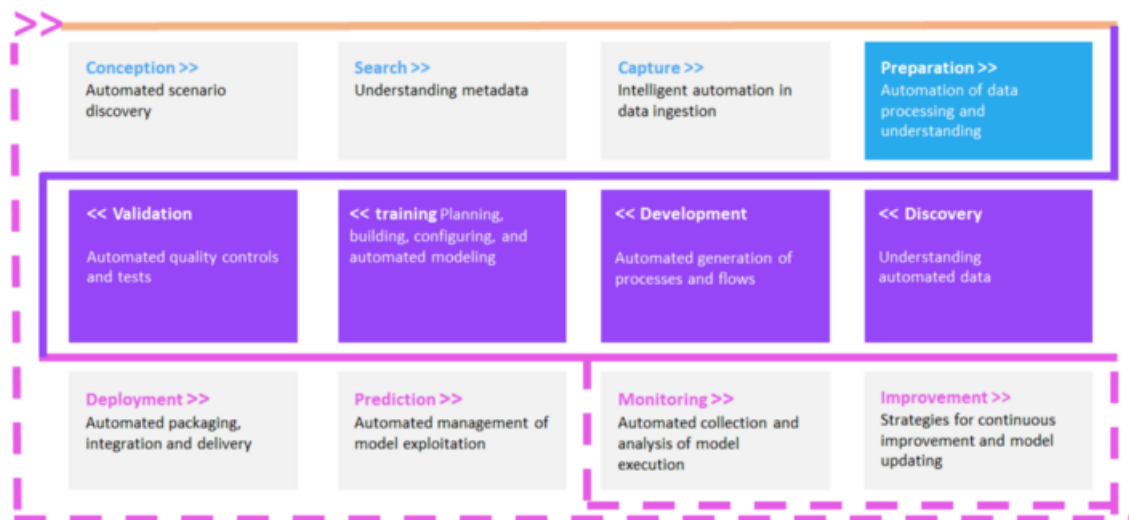 >>
Conception >>
Automated scenario
discovery
Search >>
Understanding metadata
Capture >>
Intelligent automation in
data ingestion
Preparation >>
Automation of data
processing and
understanding
<< Validation
Automated quality controls
and tests
<< training Planning,
building, configuring, and
automated modeling
<< Development
Automated generation of
processes and flows
<< Discovery
Understanding
automated data
Deployment >>
Automated packaging,
integration and delivery
Prediction >>
Automated management of
model exploitation
Monitoring >>
Automated collection and
analysis of model
execution
Improvement >>
Strategies for continuous
improvement and model
updating